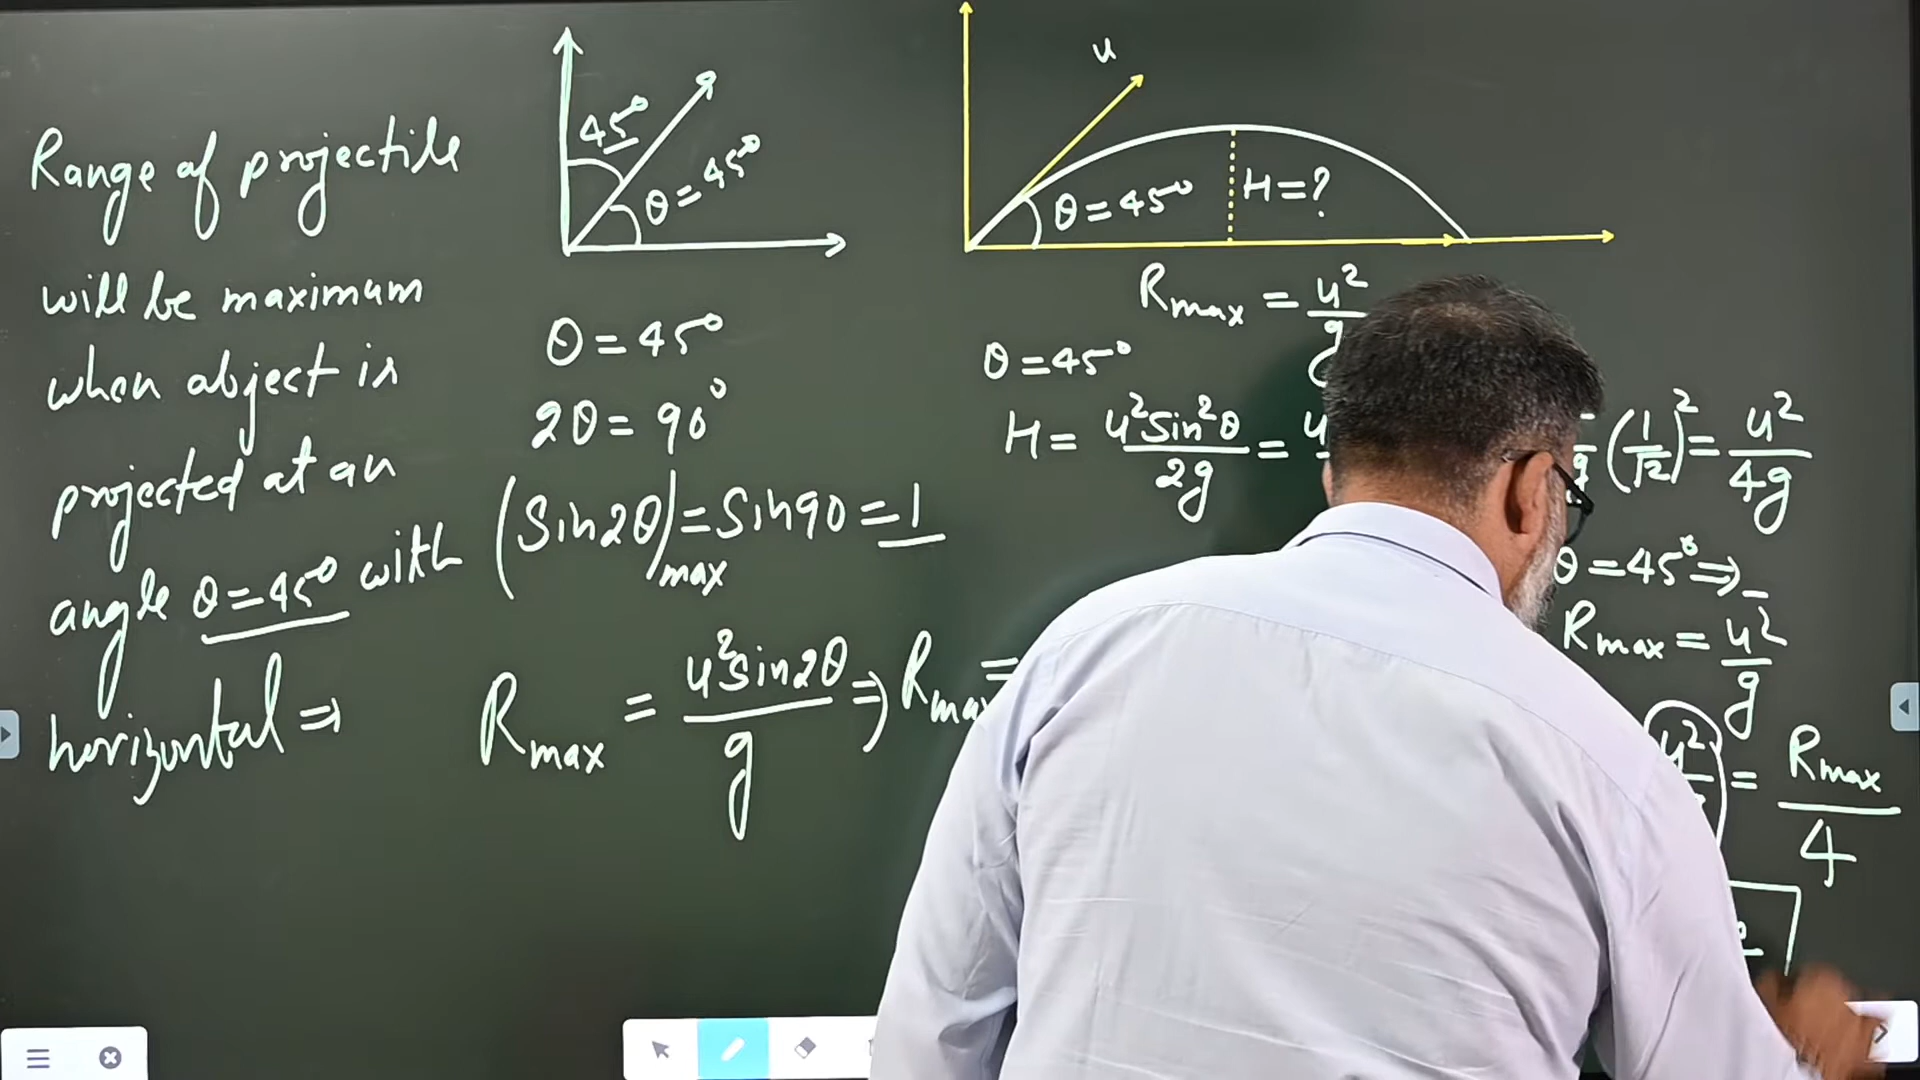 Range of projectile
will be maximum
when object is
projected at an
angle θ=45° with
horizontal ⇒
45°
θ=45°
θ=45°
2θ=90°
(Sin2θ)max=Sin90=1
Rmax = u²Sin2θ/g ⇒ Rmax =
u
θ=45°
H=?
Rmax = u²/g
θ=45°
H= u²Sin²θ/2g = (1/√2)² = u²/4g
θ=45°⇒
Rmax = u²/g
u² = Rmax/4